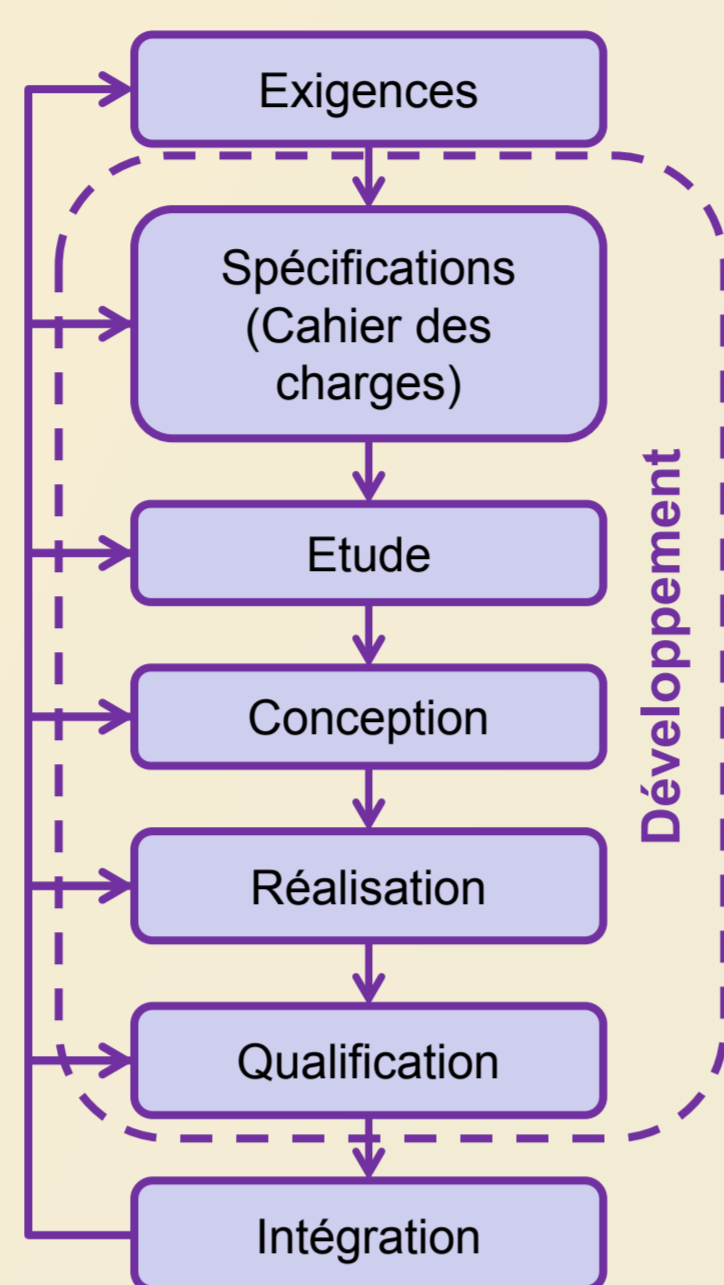 Exigences
Spécifications
(Cahier des
charges)
Etude
Conception
Réalisation
Qualification
Intégration
Développement